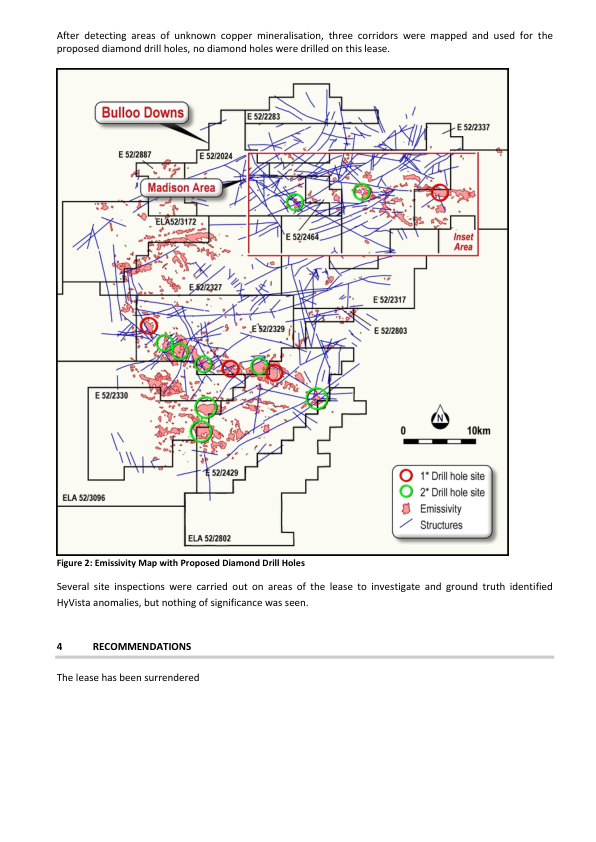 After detecting areas of unknown copper mineralisation, three corridors were mapped and used for the
proposed diamond drill holes, no diamond holes were drilled on this lease.
Bulloo Downs
E 52/2283
E 52/2337
E 52/2887
E 52/2024
Madison Area
ELA52/3172
E 52/2464
Inset
Area
E 52/2327
E 52/2317
E 52/2329
E 52/2803
E 52/2330
N
0 10km
E 52/2429
1* Drill hole site
2* Drill hole site
Emissivity
Structures
ELA 52/3096
ELA 52/2802
Figure 2: Emissivity Map with Proposed Diamond Drill Holes
Several site inspections were carried out on areas of the lease to investigate and ground truth identified
HyVista anomalies, but nothing of significance was seen.
4 RECOMMENDATIONS
The lease has been surrendered